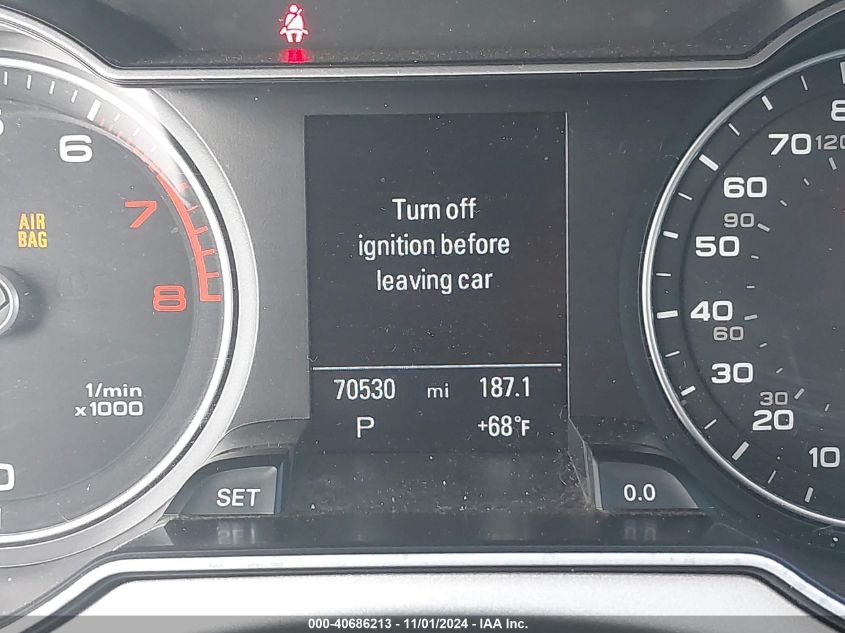 6
7
8
AIR
BAG
1/min
x1000
0
Turn off
ignition before
leaving car
70530 mi 187.1
P +68°F
SET
0.0
8
70 120
60
90
50
40
60
30
30
20
10
000-40686213 - 11/01/2024 - IAA Inc.